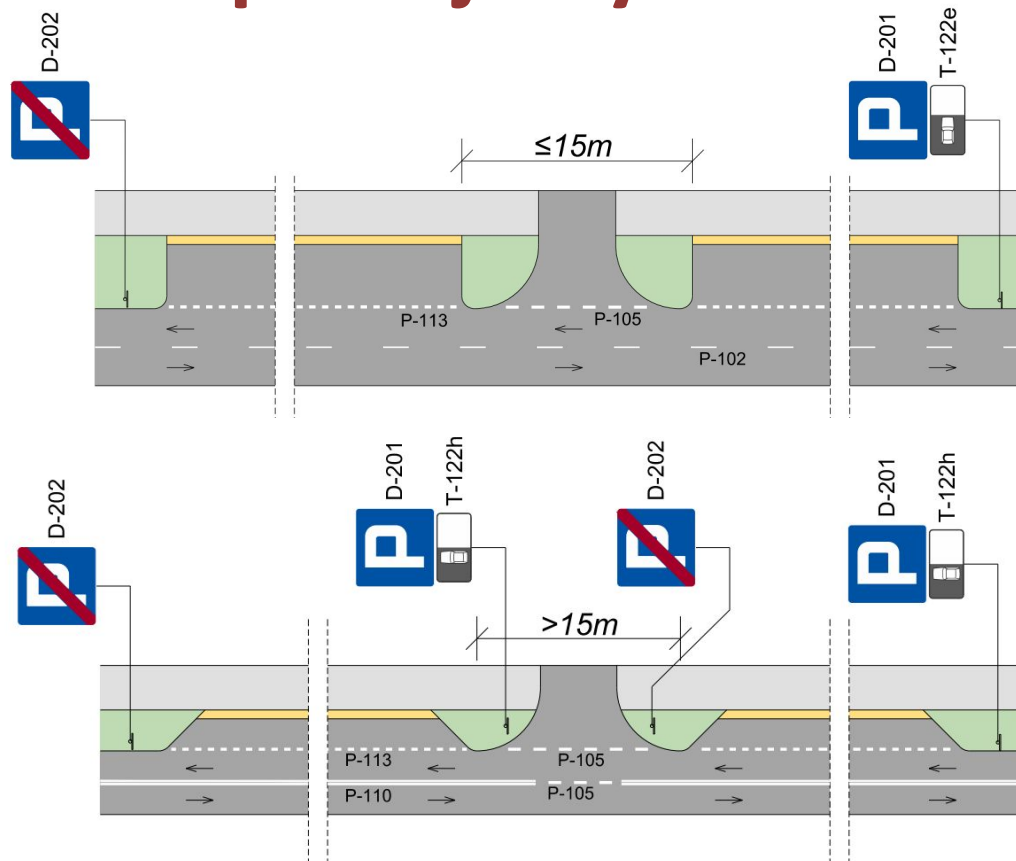 D-202
D-201
T-122e
P
P
≤15m
P-113
P-105
P-102
D-202
D-201
T-122h
D-202
D-201
T-122h
P
P
P
P
>15m
P-113
P-105
P-110
P-105